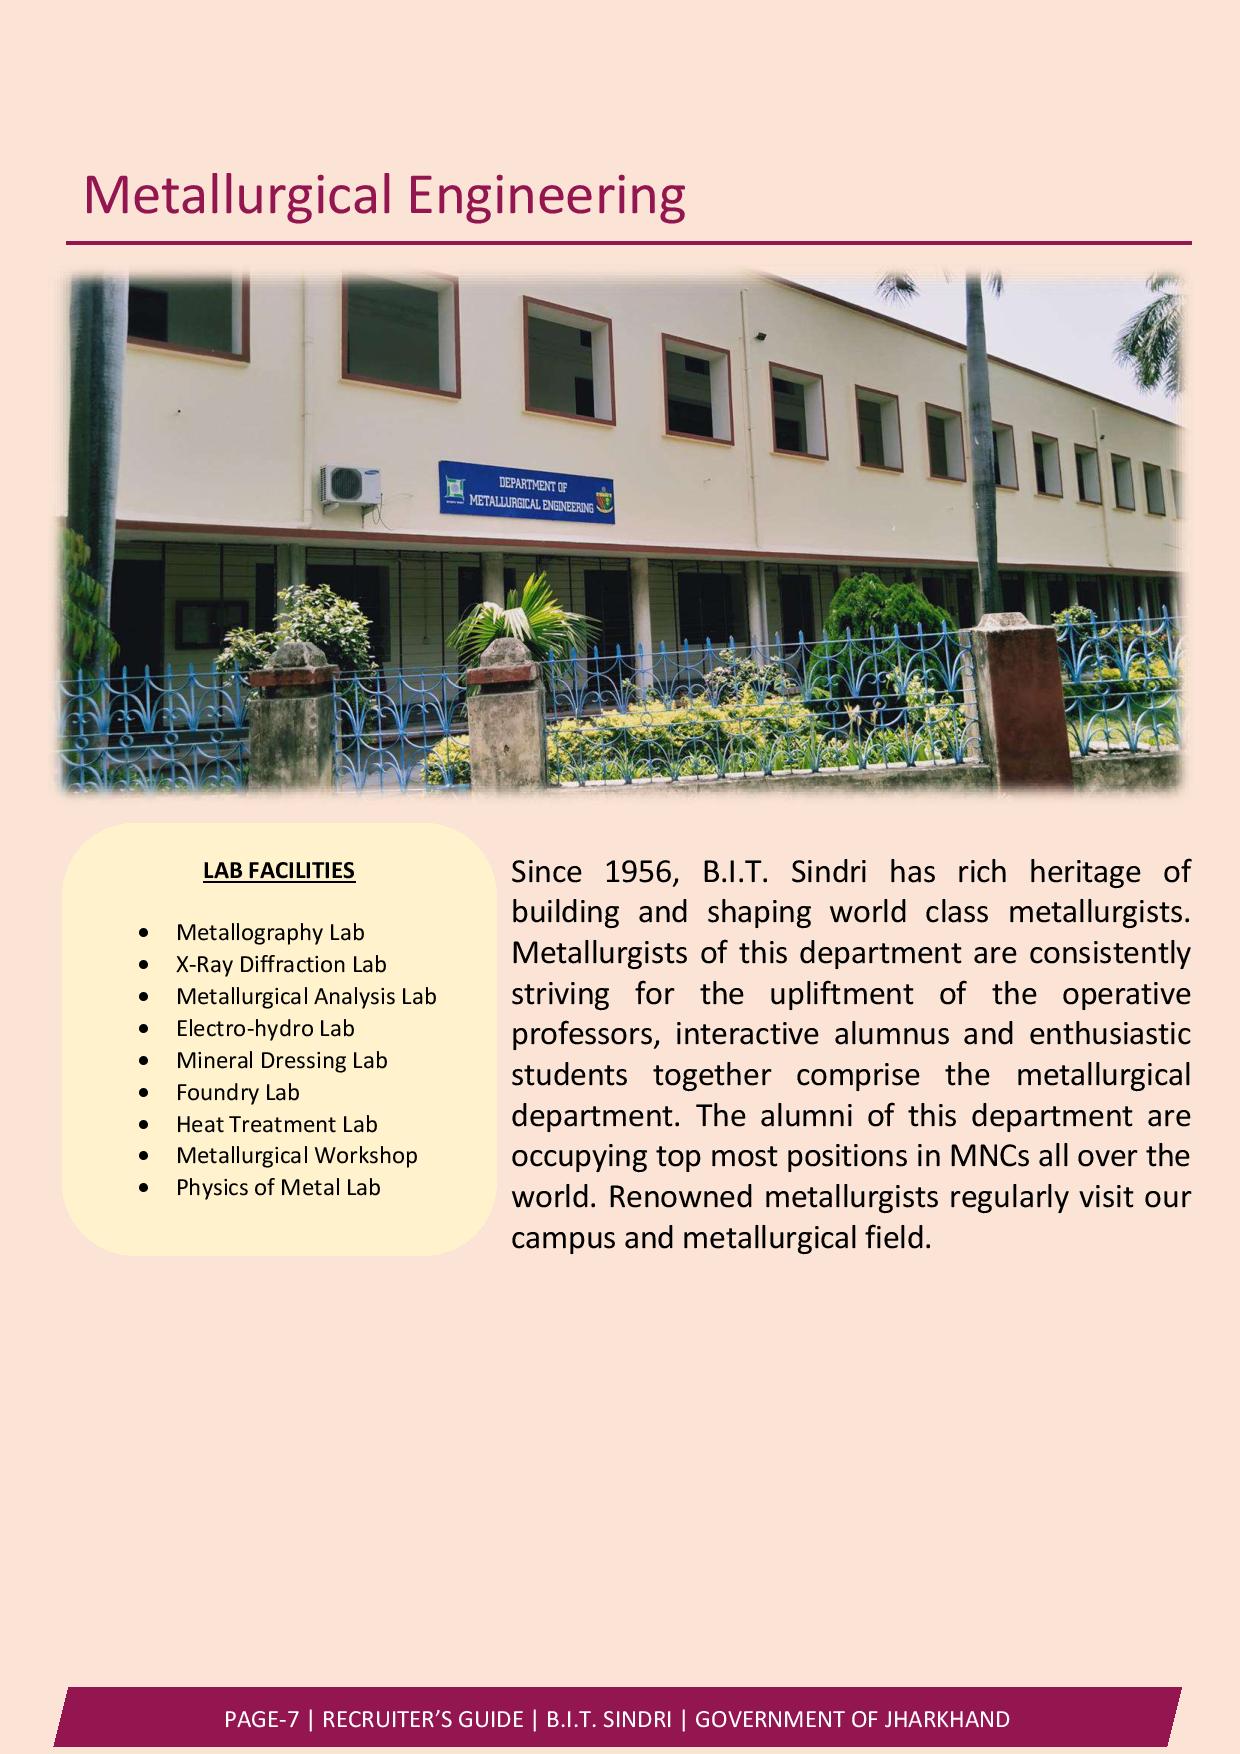 Metallurgical Engineering
DEPARTMENT OF
METALLURGICAL ENGINEERING
LAB FACILITIES
• Metallography Lab
• X-Ray Diffraction Lab
• Metallurgical Analysis Lab
• Electro-hydro Lab
• Mineral Dressing Lab
• Foundry Lab
• Heat Treatment Lab
• Metallurgical Workshop
• Physics of Metal Lab
Since 1956, B.I.T. Sindri has rich heritage of
building and shaping world class metallurgists.
Metallurgists of this department are consistently
striving for the upliftment of the operative
professors, interactive alumnus and enthusiastic
students together comprise the metallurgical
department. The alumni of this department are
occupying top most positions in MNCs all over the
world. Renowned metallurgists regularly visit our
campus and metallurgical field.
PAGE-7 | RECRUITER’S GUIDE | B.I.T. SINDRI | GOVERNMENT OF JHARKHAND